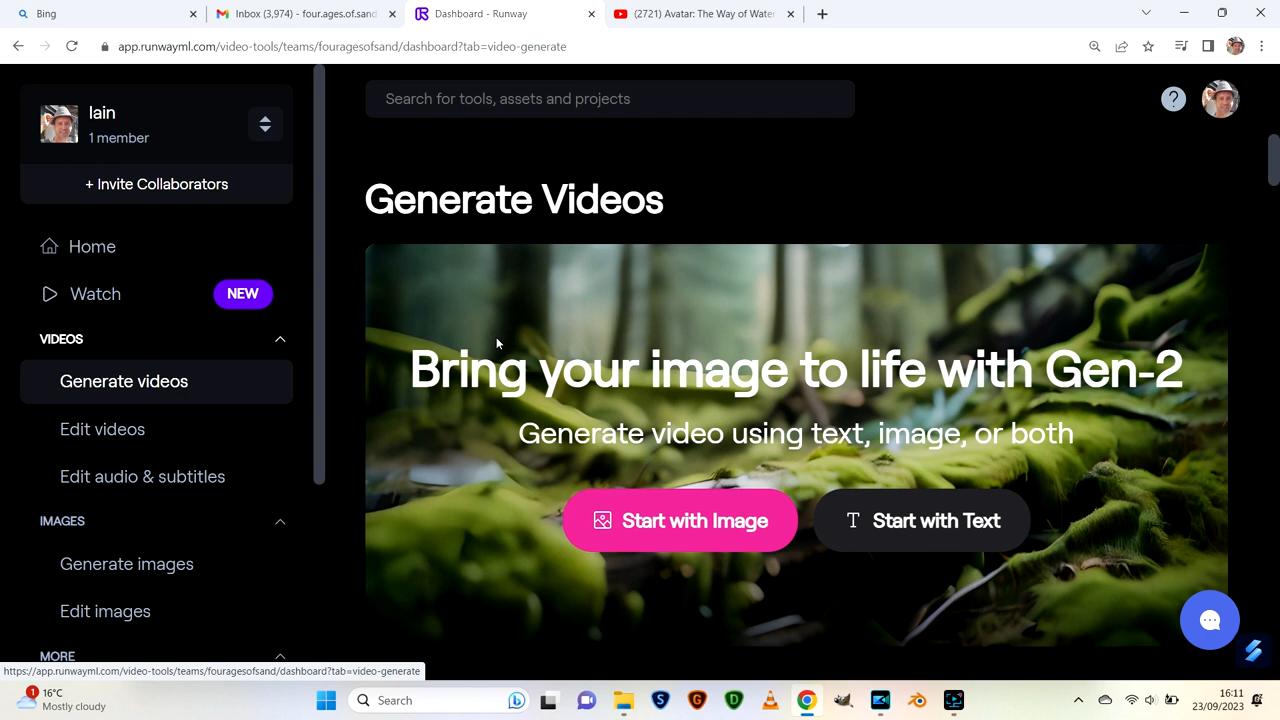 Bing
Inbox (3,974) - four.ages.of.sand
Dashboard - Runway
(2721) Avatar: The Way of Water
app.runwayml.com/video-tools/teams/fouragesofsand/dashboard?tab=video-generate
Iain
1 member
+ Invite Collaborators
Search for tools, assets and projects
?
Home
Watch
NEW
VIDEOS
Generate videos
Edit videos
Edit audio & subtitles
IMAGES
Generate images
Edit images
MORE
Generate Videos
Bring your image to life with Gen-2
Generate video using text, image, or both
Start with Image
T Start with Text
https://app.runwayml.com/video-tools/teams/fouragesofsand/dashboard?tab=video-generate
1
16°C
Mostly cloudy
Search
b
S
G
D
16:11
23/09/2023